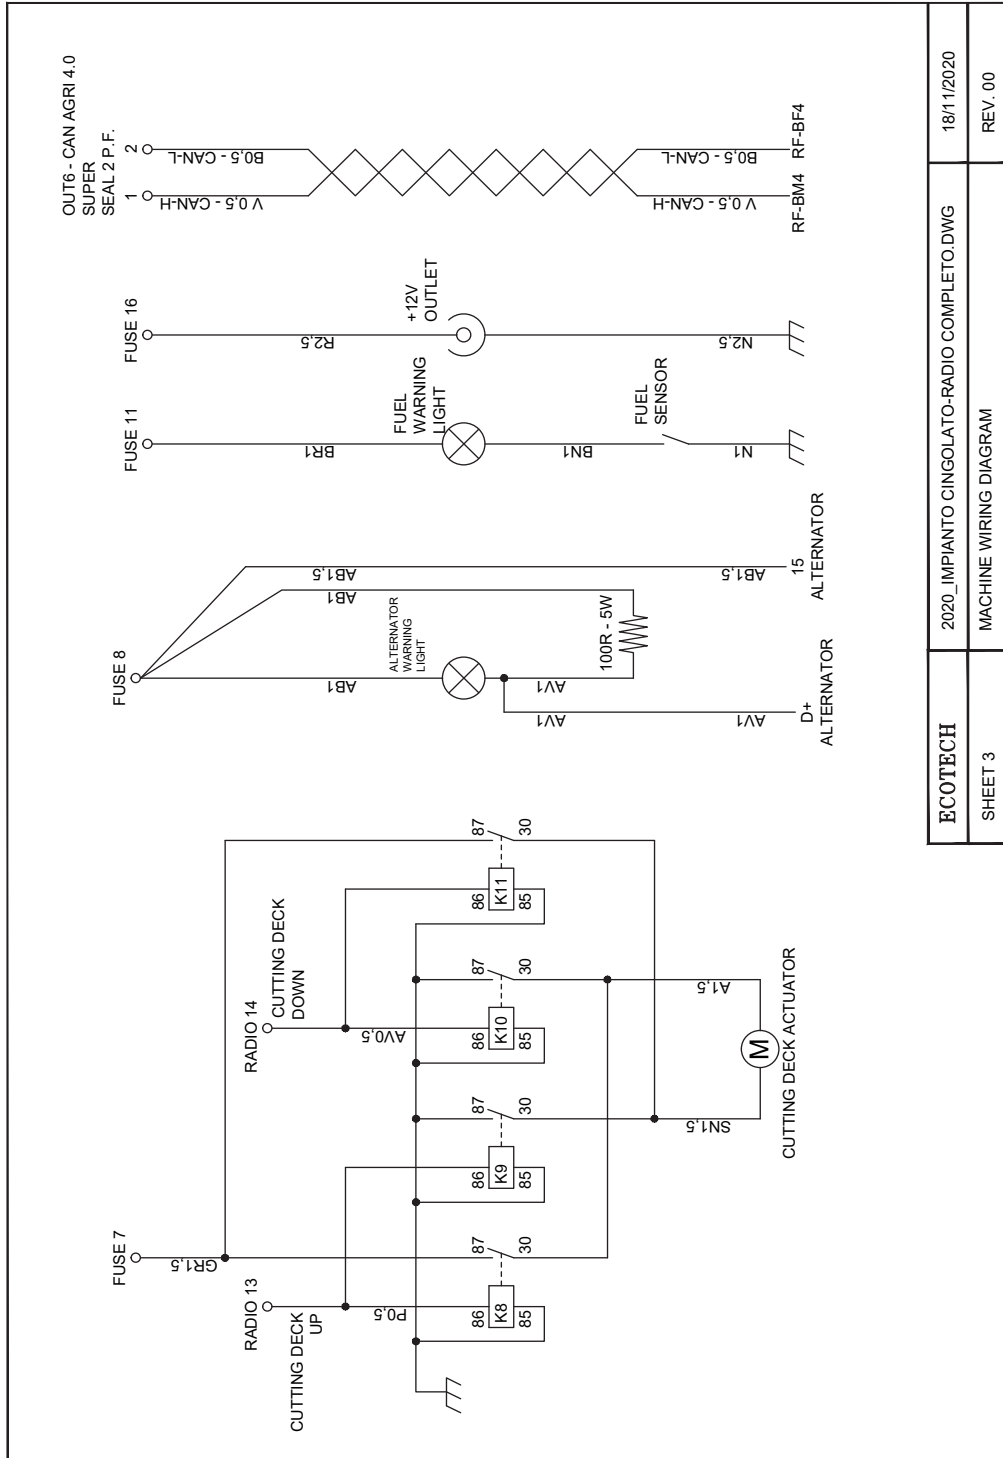 FUSE 7
GR1,5
RADIO 13
CUTTING DECK
UP
P0,5
86
85
K8
87
30
86
85
K9
87
30
RADIO 14
CUTTING DECK
DOWN
AV0,5
86
85
K10
87
30
86
85
K11
87
30
SN1,5
A1,5
M
CUTTING DECK ACTUATOR
FUSE 8
AB1
AB1
AB1,5
ALTERNATOR
WARNING
LIGHT
100R - 5W
AV1
AV1
AV1
AB1,5
D+
ALTERNATOR
15
ALTERNATOR
FUSE 11
BR1
FUEL
WARNING
LIGHT
BN1
FUEL
SENSOR
N1
FUSE 16
R2,5
+12V
OUTLET
N2,5
OUT6 - CAN AGRI 4.0
SUPER
SEAL 2 P.F.
1
2
V 0,5 - CAN-H
B0,5 - CAN-L
V 0,5 - CAN-H
B0,5 - CAN-L
RF-BM4
RF-BF4
ECOTECH
2020_IMPIANTO CINGOLATO-RADIO COMPLETO.DWG
18/11/2020
SHEET 3
MACHINE WIRING DIAGRAM
REV. 00